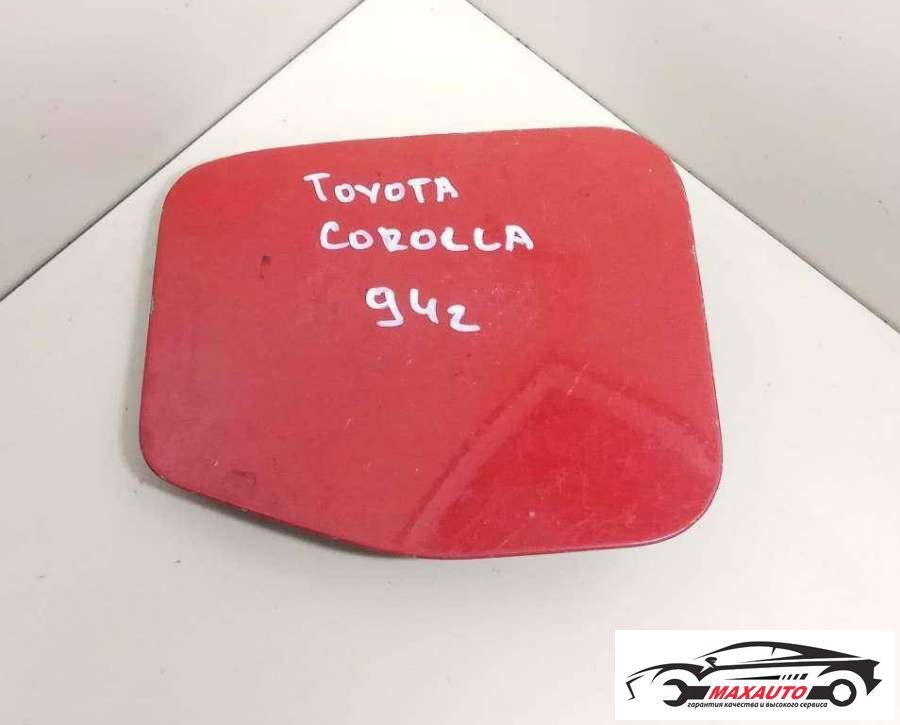 TOYOTA
COROLLA
94г
MAXAUTO
гарантия качества и высокого сервиса